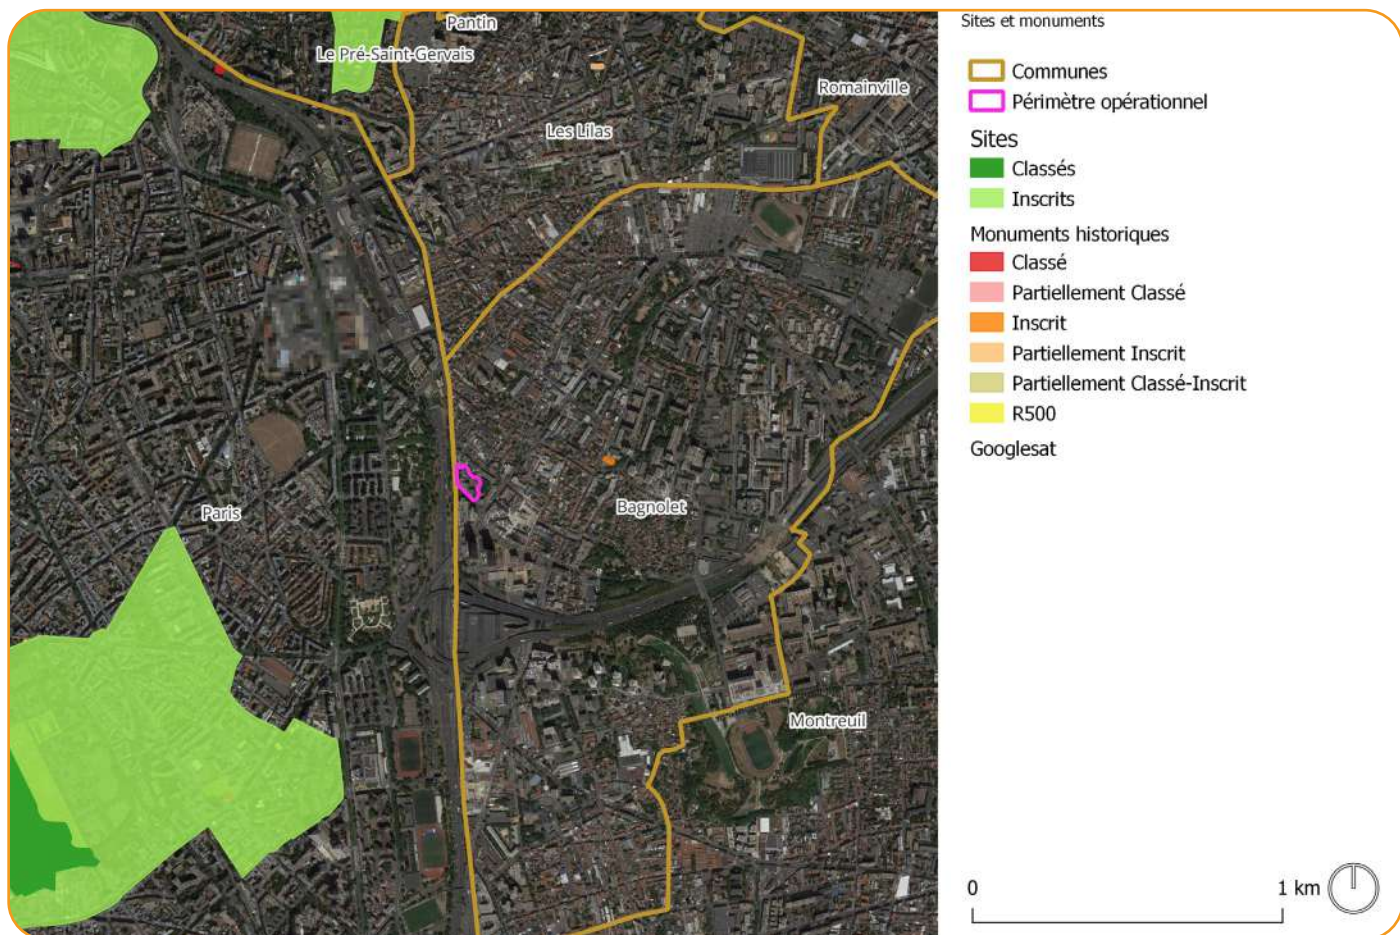 Pantin
Le Pré-Saint-Gervais
Romainville
Les Lilas
Paris
Bagnolet
Montreuil
Sites et monuments
Communes
Périmètre opérationnel
Sites
Classés
Inscrits
Monuments historiques
Classé
Partiellement Classé
Inscrit
Partiellement Inscrit
Partiellement Classé-Inscrit
R500
Googlesat
0 1 km